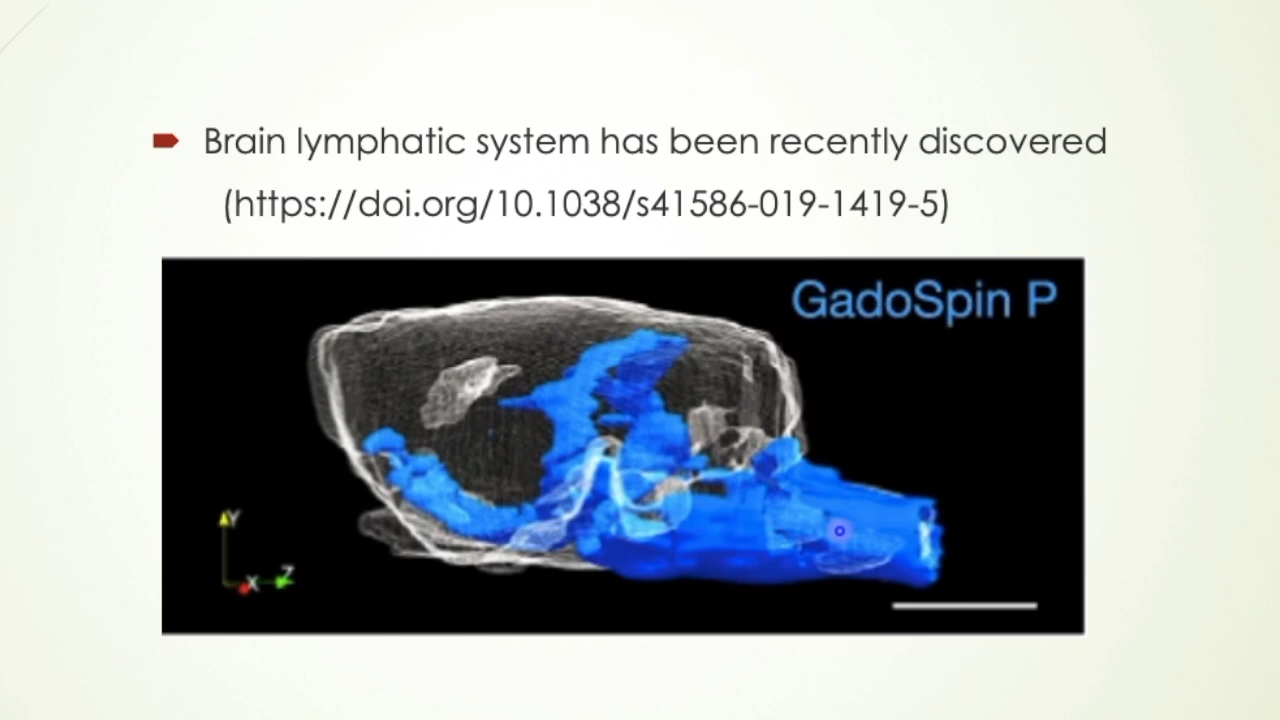 Brain lymphatic system has been recently discovered
(https://doi.org/10.1038/s41586-019-1419-5)
GadoSpin P
Y
X
Z